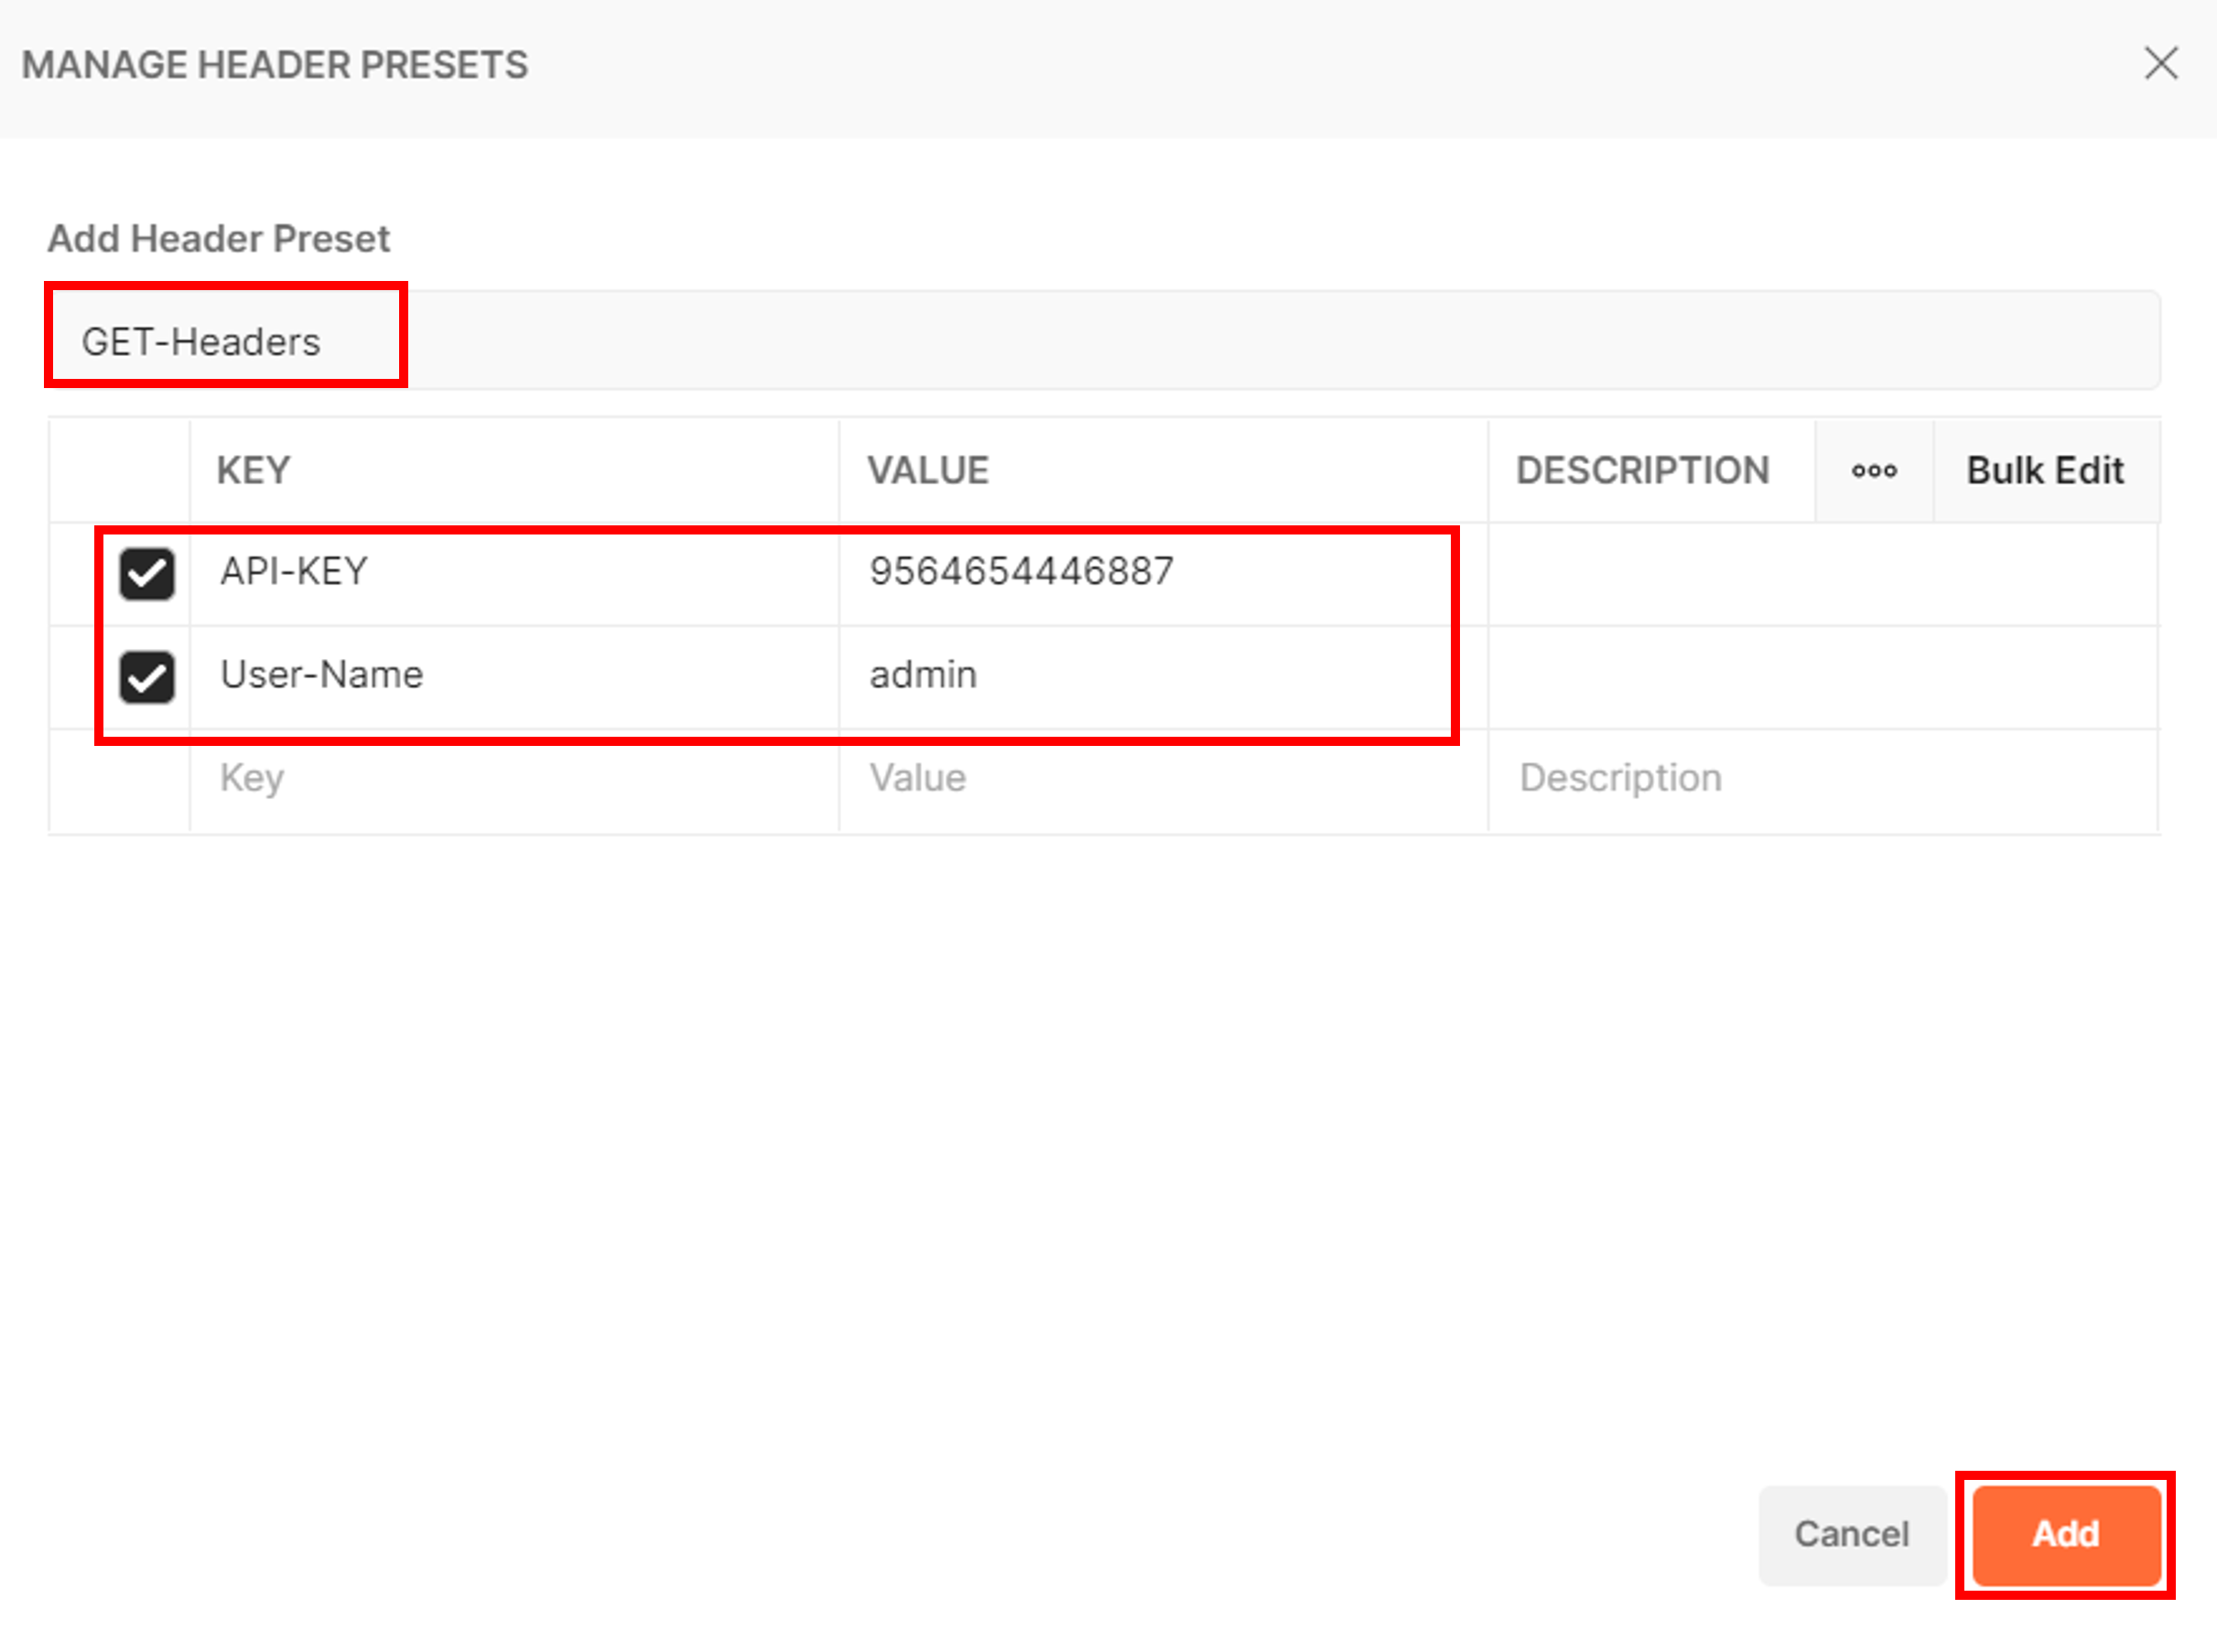 MANAGE HEADER PRESETS
Add Header Preset
GET-Headers
KEY VALUE DESCRIPTION Bulk Edit
API-KEY 9564654446887
User-Name admin
Key Value Description
Cancel Add